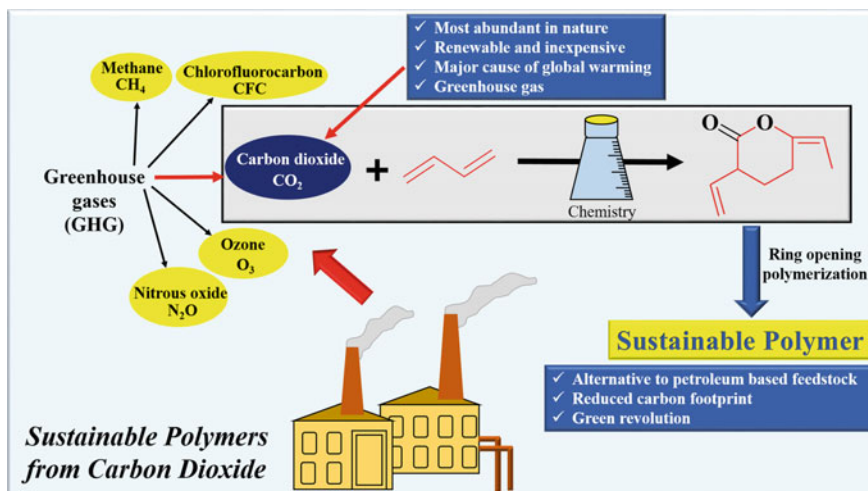 Methane
CH₄
Chlorofluorocarbon
CFC
✓ Most abundant in nature
✓ Renewable and inexpensive
✓ Major cause of global warming
✓ Greenhouse gas
Greenhouse
gases
(GHG)
Carbon dioxide
CO₂
+
Chemistry
O
O
Ozone
O₃
Nitrous oxide
N₂O
Ring opening
polymerization
Sustainable Polymer
✓ Alternative to petroleum based feedstock
✓ Reduced carbon footprint
✓ Green revolution
Sustainable Polymers
from Carbon Dioxide